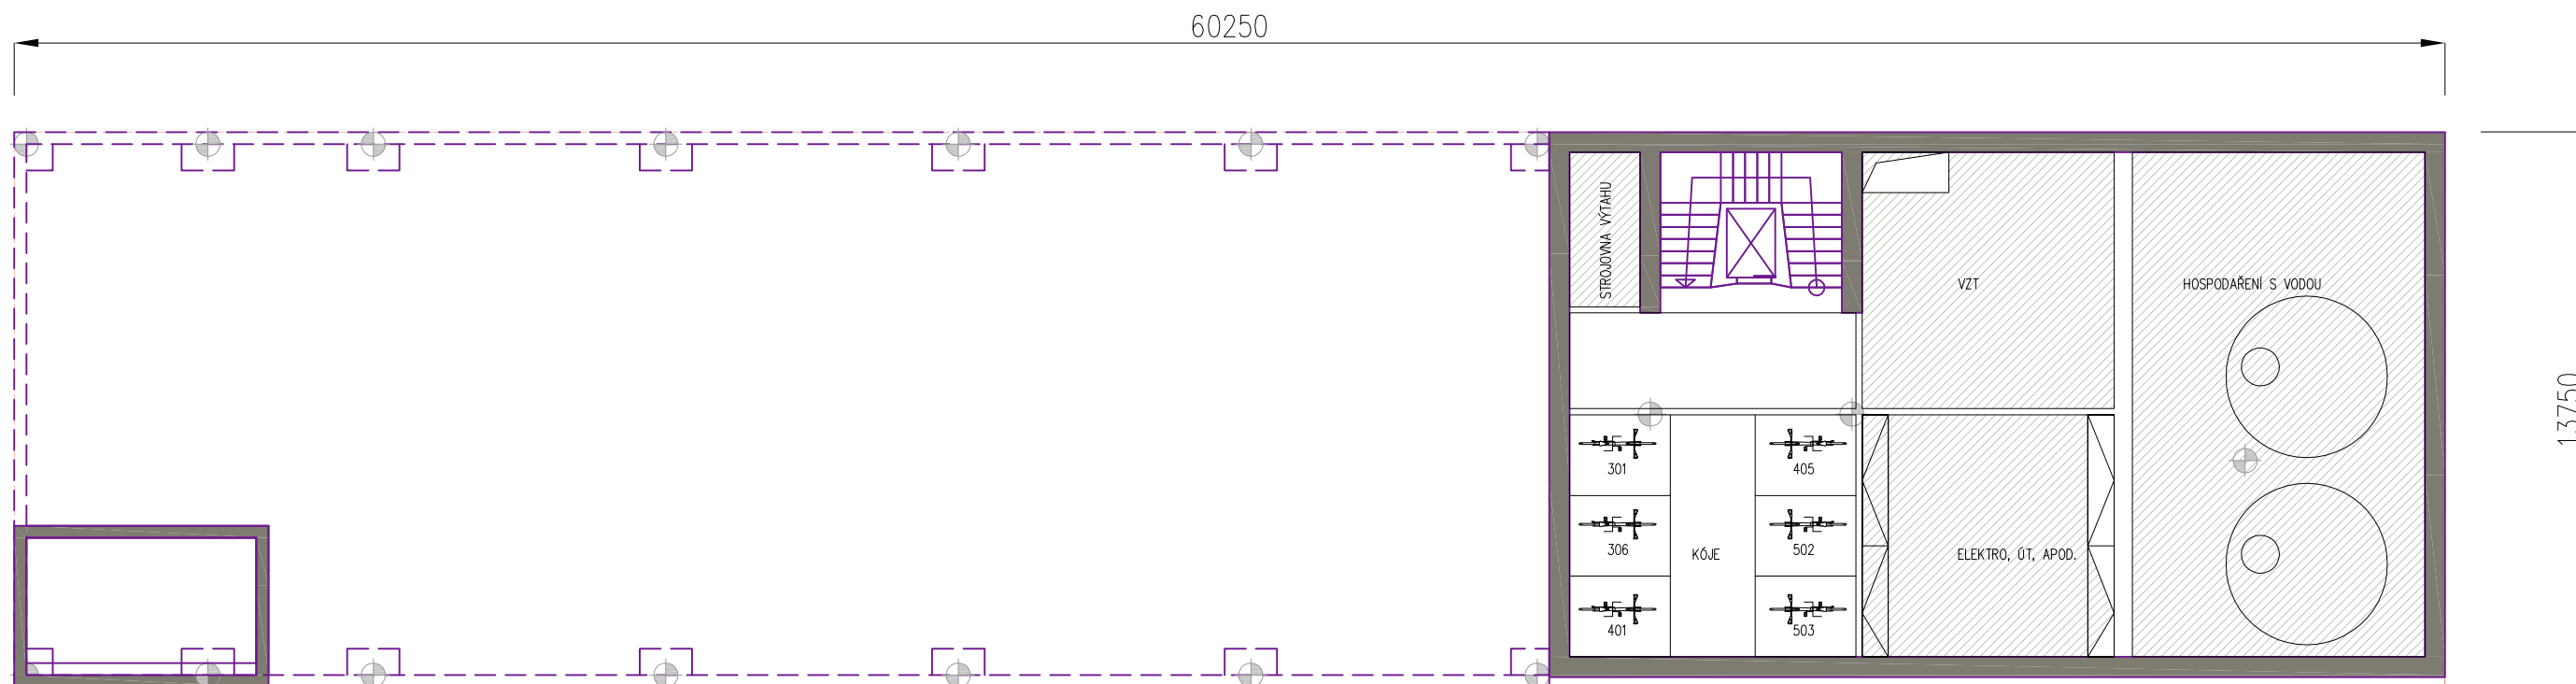 60250
STROJOVNA VÝTAHU
VZT
HOSPODAŘENÍ S VODOU
13750
301
405
306
KÓJE
502
ELEKTRO, ÚT, APOD.
401
503